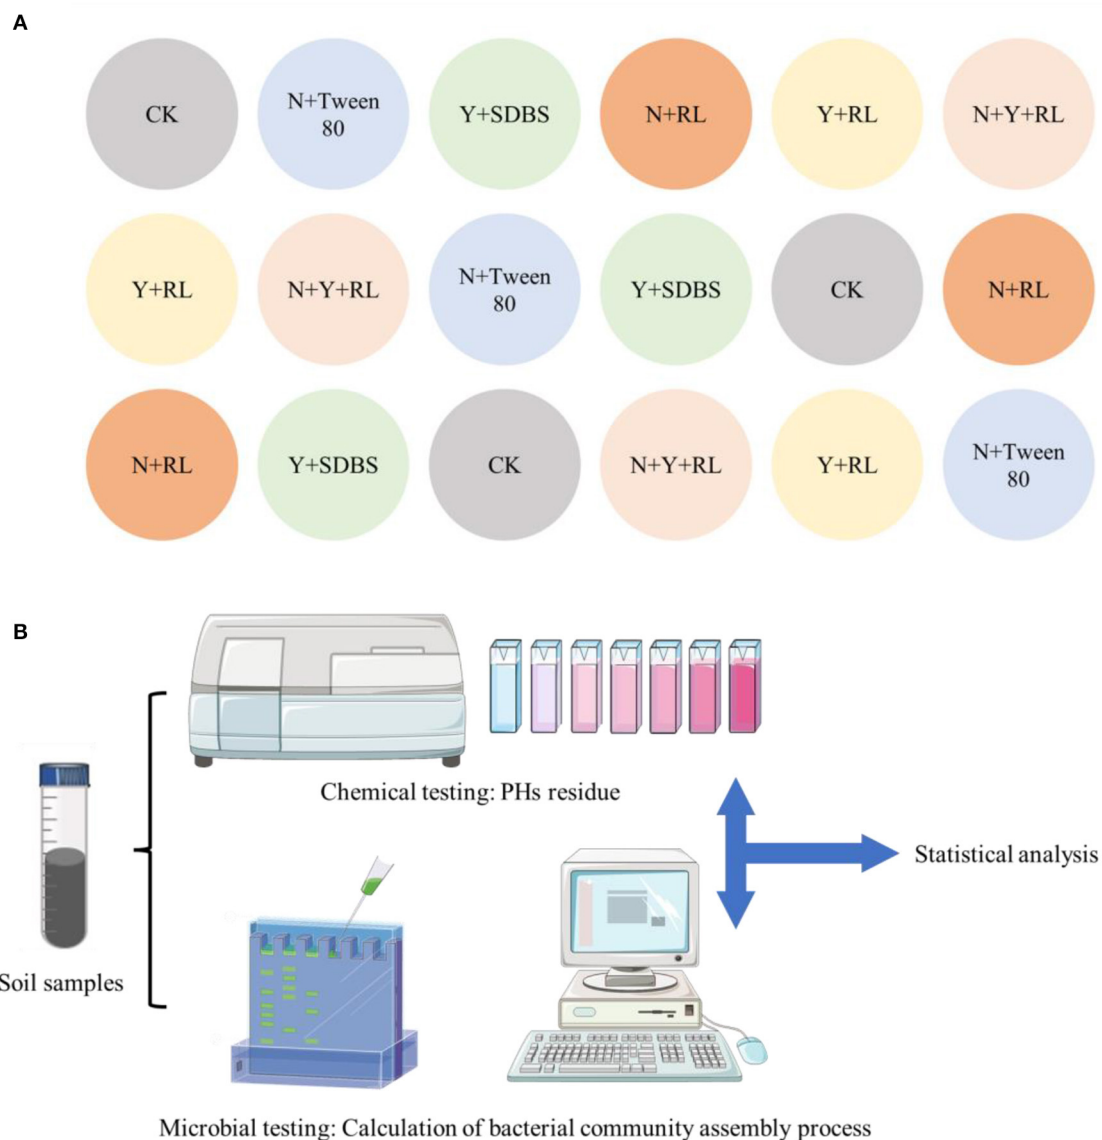 A
CK
N+Tween
80
Y+SDBS
N+RL
Y+RL
N+Y+RL
Y+RL
N+Y+RL
N+Tween
80
Y+SDBS
CK
N+RL
N+RL
Y+SDBS
CK
N+Y+RL
Y+RL
N+Tween
80
B
Chemical testing: PHs residue
Statistical analysis
Soil samples
Microbial testing: Calculation of bacterial community assembly process